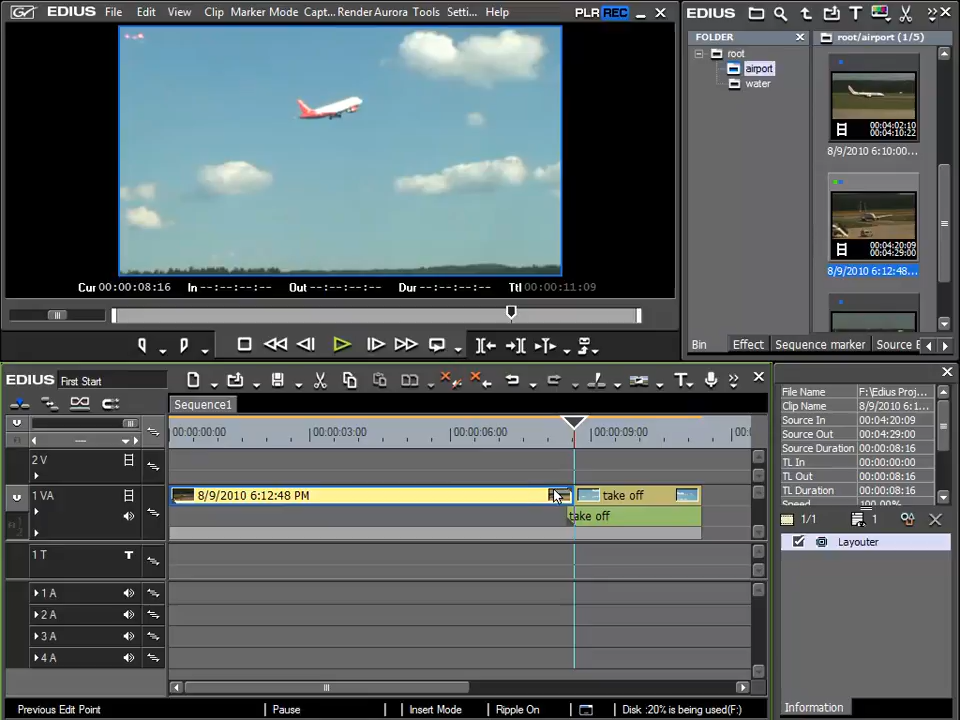 GV File Edit View Clip Marker Mode Capt... Render Aurora Tools Setti... Help PLR REC
Cur 00:00:08:16 In --:--:--:-- Out --:--:--:-- Dur --:--:--:-- Ttl 00:00:11:09
EDIUS
FOLDER
root
airport
water
root/airport (1/5)
00:04:02:10
00:04:10:22
8/9/2010 6:10:00...
00:04:20:09
00:04:29:00
8/9/2010 6:12:48...
Bin Effect Sequence marker Source E
EDIUS First Start
Sequence1
00:00:00:00 00:00:03:00 00:00:06:00 00:00:09:00 00:0
2 V
1 VA
8/9/2010 6:12:48 PM
take off
take off
1 T T
1 A
2 A
3 A
4 A
Previous Edit Point Pause Insert Mode Ripple On Disk :20% is being used(F:)
File Name F:\Edius Proj...
Clip Name 8/9/2010 6:1...
Source In 00:04:20:09
Source Out 00:04:29:00
Source Duration 00:00:08:16
TL In 00:00:00:00
TL Out 00:00:08:16
TL Duration 00:00:08:16
Speed 100.00%
1/1 1
Layouter
Information